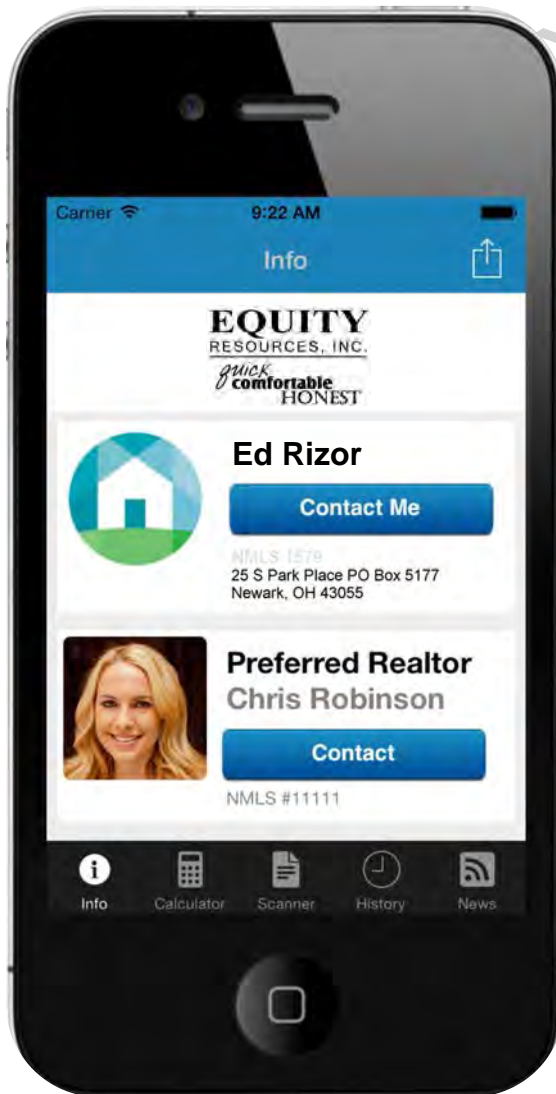 Carrier
9:22 AM
Info
EQUITY
RESOURCES, INC.
quick
comfortable
HONEST
Ed Rizor
Contact Me
NMLS 1579
25 S Park Place PO Box 5177
Newark, OH 43055
Preferred Realtor
Chris Robinson
Contact
NMLS #11111
Info Calculator Scanner History News